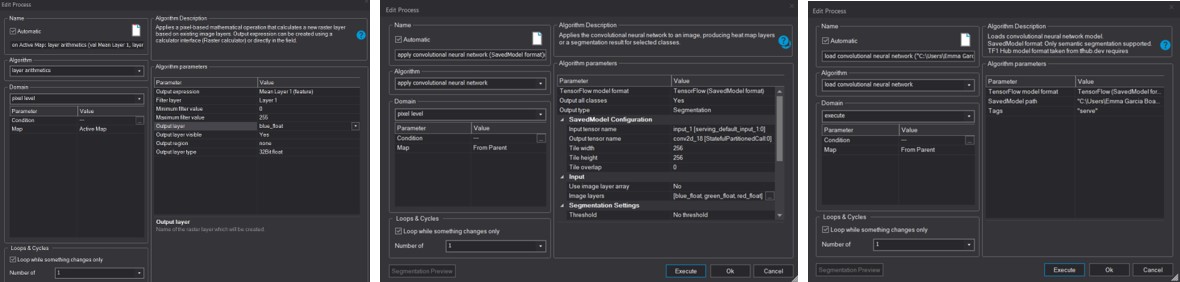 Edit Process
Name
Automatic
on Active Map: layer arithmetics (val Mean Layer 1, layer
Algorithm
layer arithmetics
Domain
pixel level
Parameter Value
Condition ---
Map Active Map
Loops & Cycles
Loop while something changes only
Number of 1
Algorithm Description
Applies a pixel-based mathematical operation that calculates a new raster layer
based on existing image layers. Output expression can be created using a
calculator interface (Raster calculator) or directly in the field.
Algorithm parameters
Parameter Value
Output expression Mean Layer 1 (feature)
Filter layer Layer 1
Minimum filter value 0
Maximum filter value 255
Output layer blue_float
Output layer visible Yes
Output region none
Output layer type 32Bit float
Output layer
Name of the raster layer which will be created.
Edit Process
Name
Automatic
apply convolutional neural network (SavedModel format)
Algorithm
apply convolutional neural network
Domain
pixel level
Parameter Value
Condition ---
Map From Parent
Loops & Cycles
Loop while something changes only
Number of 1
Algorithm Description
Applies the convolutional neural network to an image, producing heat map layers
or a segmentation result for selected classes.
Algorithm parameters
Parameter Value
TensorFlow model format TensorFlow (SavedModel format)
Output all classes Yes
Output type Segmentation
SavedModel Configuration
Input tensor name input_1 [serving_default_input_1:0]
Output tensor name conv2d_18 [StatefulPartitionedCall:0]
Tile width 256
Tile height 256
Tile overlap 0
Input
Use image layer array No
Image layers [blue_float, green_float, red_float]
Segmentation Settings
Threshold No threshold
Segmentation Preview
Execute Ok Cancel
Edit Process
Name
Automatic
load convolutional neural network ("C:\Users\Emma Garc
Algorithm
load convolutional neural network
Domain
execute
Parameter Value
Condition ---
Map From Parent
Loops & Cycles
Loop while something changes only
Number of 1
Algorithm Description
Loads convolutional neural network model.
SavedModel format: Only semantic segmentation supported.
TF1 Hub model format taken from tfhub.dev requires
Algorithm parameters
Parameter Value
TensorFlow model format TensorFlow (SavedModel for...
SavedModel path "C:\Users\Emma Garcia Boa...
Tags "serve"
Segmentation Preview
Execute Ok Cancel